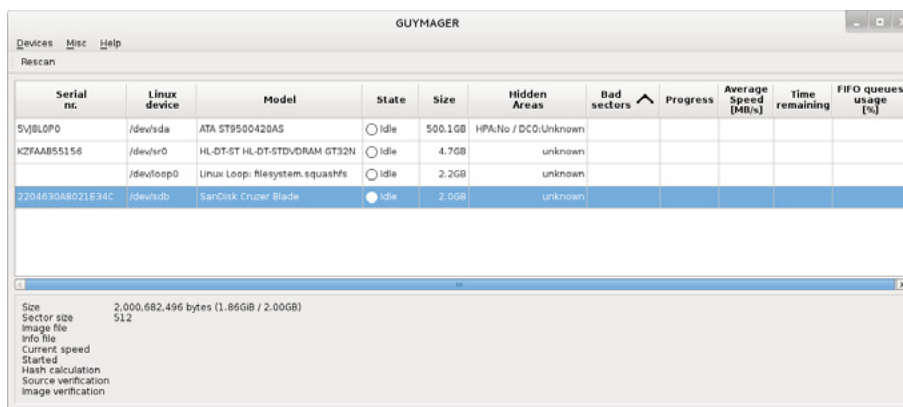 GUYMAGER
Devices Misc Help
Rescan
Serial nr. Linux device Model State Size Hidden Areas Bad sectors Progress Average Speed [MB/s] Time remaining FIFO queues usage [%]
5VJ8L0P0 /dev/sda ATA ST9500420AS Idle 500.1GB HPA:No / DCO:Unknown
KZFAAB55156 /dev/sr0 HL-DT-ST HL-DT-STDVDRAM GT32N Idle 4.7GB unknown
/dev/loop0 Linux Loop: filesystem.squashfs Idle 2.2GB unknown
2204630A8021E34C /dev/sdb SanDisk Cruzer Blade Idle 2.0GB unknown
Size 2,000,682,496 bytes (1.86GiB / 2.00GB)
Sector size 512
Image file
Info file
Current speed
Started
Hash calculation
Source verification
Image verification